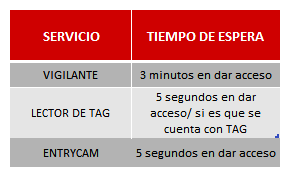 SERVICIO
TIEMPO DE ESPERA
VIGILANTE
3 minutos en dar acceso
LECTOR DE TAG
5 segundos en dar
acceso/ si es que se
cuenta con TAG
ENTRYCAM
5 segundos en dar acceso